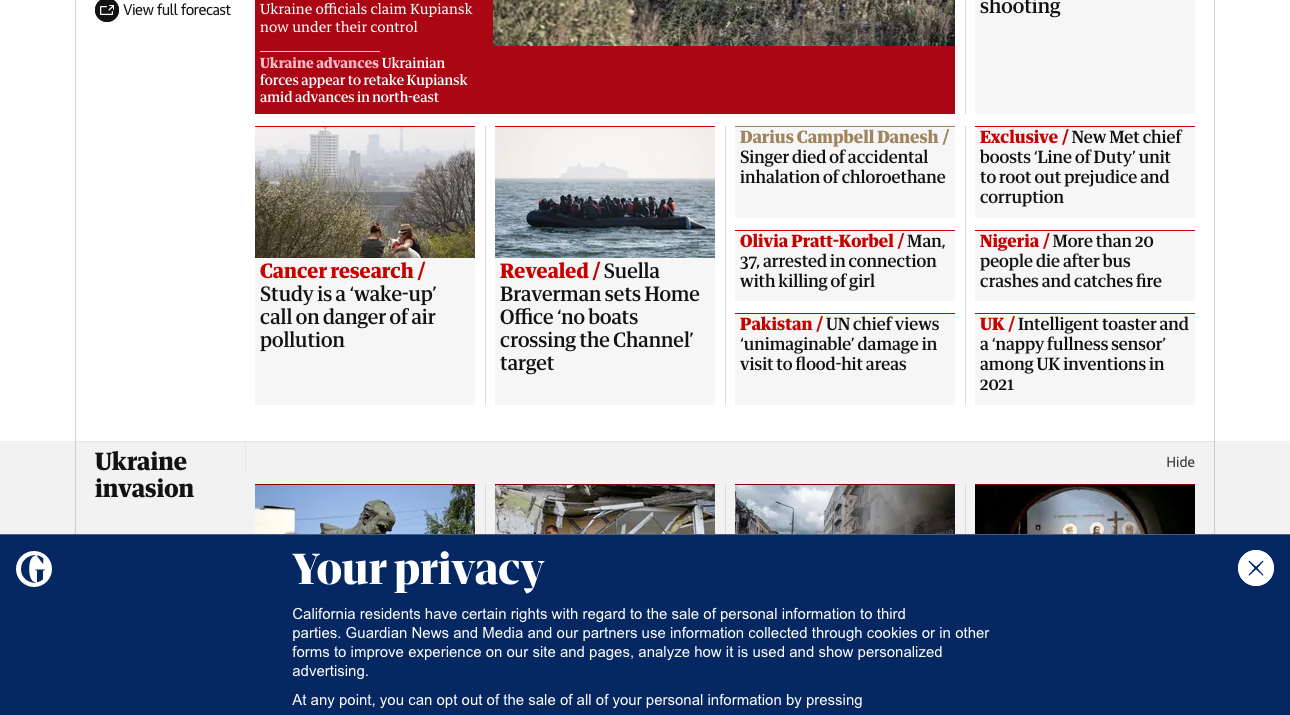 View full forecast
Ukraine officials claim Kupiansk
now under their control
Ukraine advances Ukrainian
forces appear to retake Kupiansk
amid advances in north-east
shooting
Cancer research /
Study is a ‘wake-up’
call on danger of air
pollution
Revealed / Suella
Braverman sets Home
Office ‘no boats
crossing the Channel’
target
Darius Campbell Danesh /
Singer died of accidental
inhalation of chloroethane
Olivia Pratt-Korbel / Man,
37, arrested in connection
with killing of girl
Pakistan / UN chief views
‘unimaginable’ damage in
visit to flood-hit areas
Exclusive / New Met chief
boosts ‘Line of Duty’ unit
to root out prejudice and
corruption
Nigeria / More than 20
people die after bus
crashes and catches fire
UK / Intelligent toaster and
a ‘nappy fullness sensor’
among UK inventions in
2021
Ukraine
invasion
Hide
G
Your privacy
California residents have certain rights with regard to the sale of personal information to third
parties. Guardian News and Media and our partners use information collected through cookies or in other
forms to improve experience on our site and pages, analyze how it is used and show personalized
advertising.
At any point, you can opt out of the sale of all of your personal information by pressing